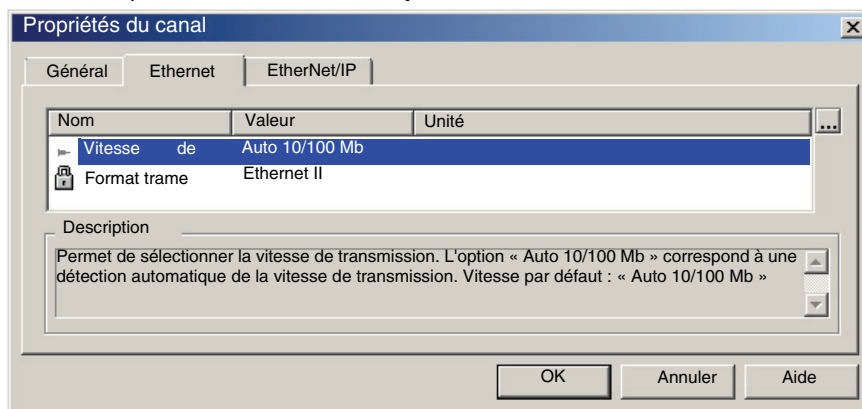 Propriétés du canal
Général Ethernet EtherNet/IP
Nom Valeur Unité
...
Vitesse de Auto 10/100 Mb
Format trame Ethernet II
Description
Permet de sélectionner la vitesse de transmission. L'option « Auto 10/100 Mb » correspond à une
détection automatique de la vitesse de transmission. Vitesse par défaut : « Auto 10/100 Mb »
OK Annuler Aide